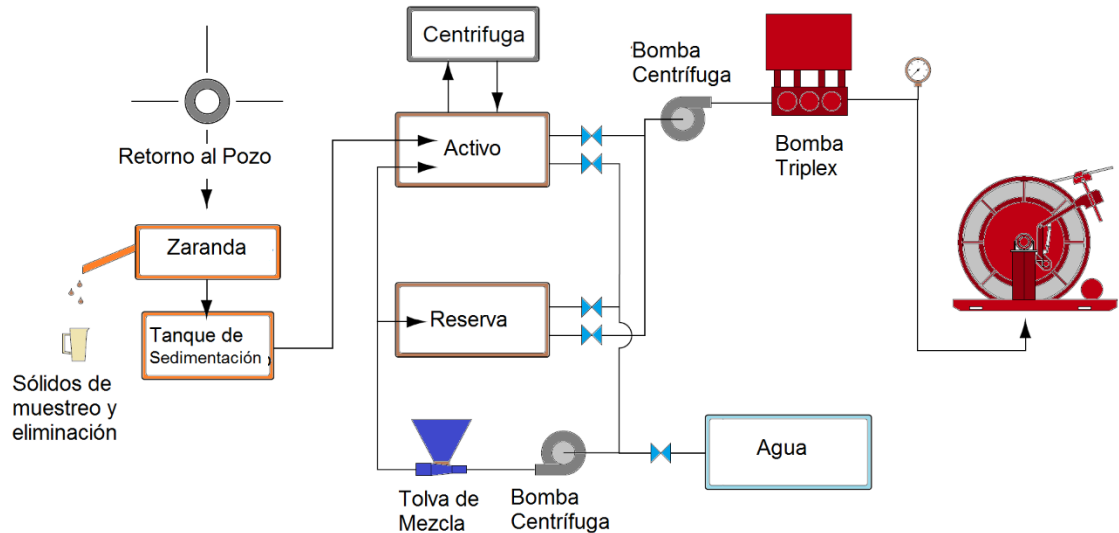 Centrifuga
Bomba
Centrífuga
Activo
Bomba
Triplex
Retorno al Pozo
Zaranda
Tanque de
Sedimentación
Sólidos de
muestreo y
eliminación
Reserva
Agua
Tolva de
Mezcla
Bomba
Centrífuga